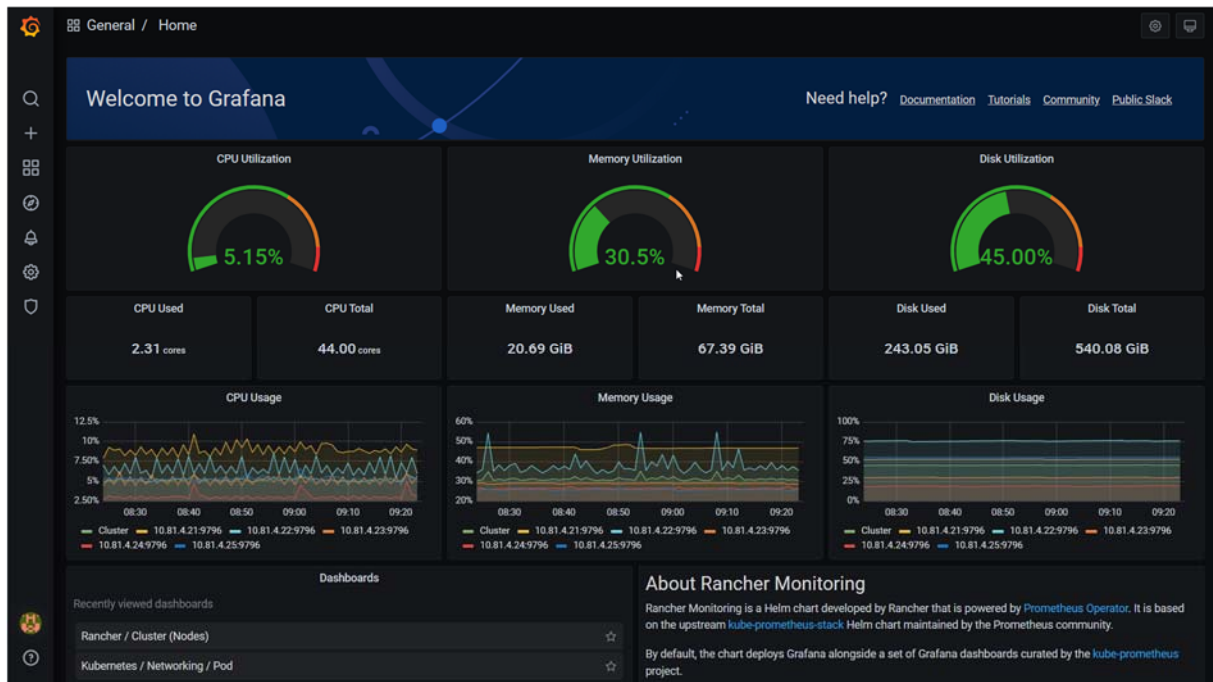 General / Home
Welcome to Grafana
Need help? Documentation Tutorials Community Public Slack
CPU Utilization
5.15%
Memory Utilization
30.5%
Disk Utilization
45.00%
CPU Used
2.31 cores
CPU Total
44.00 cores
Memory Used
20.69 GiB
Memory Total
67.39 GiB
Disk Used
243.05 GiB
Disk Total
540.08 GiB
CPU Usage
12.5%
10%
7.50%
5%
2.50%
08:30 08:40 08:50 09:00 09:10 09:20
Cluster 10.81.4.21:9796 10.81.4.22:9796 10.81.4.23:9796
10.81.4.24:9796 10.81.4.25:9796
Memory Usage
60%
50%
40%
30%
20%
08:30 08:40 08:50 09:00 09:10 09:20
Cluster 10.81.4.21:9796 10.81.4.22:9796 10.81.4.23:9796
10.81.4.24:9796 10.81.4.25:9796
Disk Usage
100%
75%
50%
25%
0%
08:30 08:40 08:50 09:00 09:10 09:20
Cluster 10.81.4.21:9796 10.81.4.22:9796 10.81.4.23:9796
10.81.4.24:9796 10.81.4.25:9796
Dashboards
Recently viewed dashboards
Rancher / Cluster (Nodes)
Kubernetes / Networking / Pod
About Rancher Monitoring
Rancher Monitoring is a Helm chart developed by Rancher that is powered by Prometheus Operator. It is based
on the upstream kube-prometheus-stack Helm chart maintained by the Prometheus community.
By default, the chart deploys Grafana alongside a set of Grafana dashboards curated by the kube-prometheus
project.